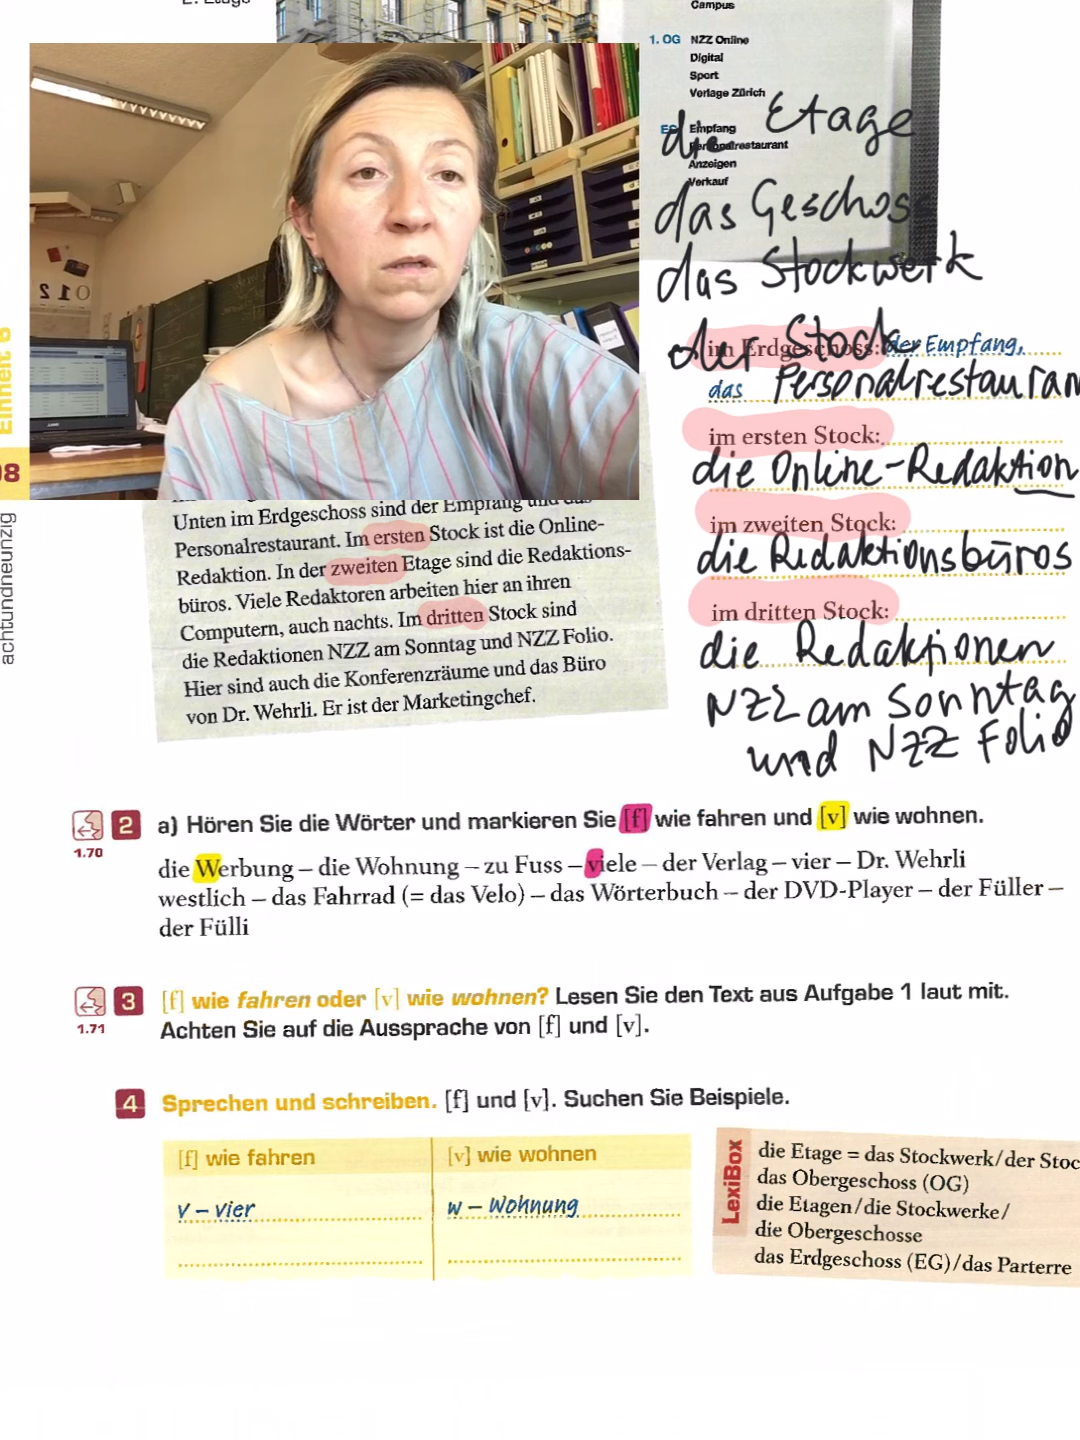 2. Etage
Campus
1. OG NZZ Online
Digital
Sport
Verlage Zürich
EG Empfang
Personalrestaurant
Anzeigen
Verkauf
die Etage
das Geschoss
das Stockwerk
der Stock
im Erdgeschoss: der Empfang,
das Personalrestauran
im ersten Stock:
die Online-Redaktion
im zweiten Stock:
die Redaktionsbüros
im dritten Stock:
die Redaktionen
NZZ am Sonntag
und NZZ Folio
Einheit 6
98
achtundneunzig
Unten im Erdgeschoss sind der Empfang und das
Personalrestaurant. Im ersten Stock ist die Online-
Redaktion. In der zweiten Etage sind die Redaktions-
büros. Viele Redaktoren arbeiten hier an ihren
Computern, auch nachts. Im dritten Stock sind
die Redaktionen NZZ am Sonntag und NZZ Folio.
Hier sind auch die Konferenzräume und das Büro
von Dr. Wehrli. Er ist der Marketingchef.
2 a) Hören Sie die Wörter und markieren Sie [f] wie fahren und [v] wie wohnen.
1.70
die Werbung – die Wohnung – zu Fuss – viele – der Verlag – vier – Dr. Wehrli
westlich – das Fahrrad (= das Velo) – das Wörterbuch – der DVD-Player – der Füller –
der Fülli
3 [f] wie fahren oder [v] wie wohnen? Lesen Sie den Text aus Aufgabe 1 laut mit.
1.71
Achten Sie auf die Aussprache von [f] und [v].
4 Sprechen und schreiben. [f] und [v]. Suchen Sie Beispiele.
[f] wie fahren [v] wie wohnen
v – vier w – Wohnung
LexiBox
die Etage = das Stockwerk/der Stoc
das Obergeschoss (OG)
die Etagen/die Stockwerke/
die Obergeschosse
das Erdgeschoss (EG)/das Parterre